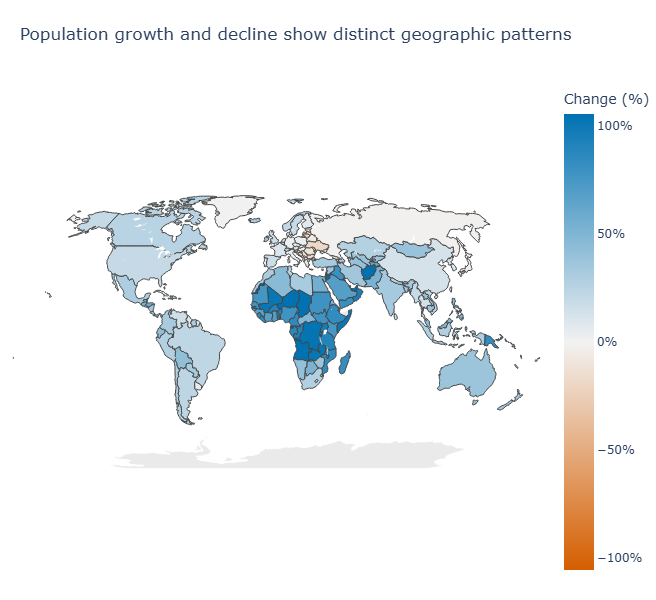 Population growth and decline show distinct geographic patterns
Change (%)
100%
50%
0%
−50%
−100%